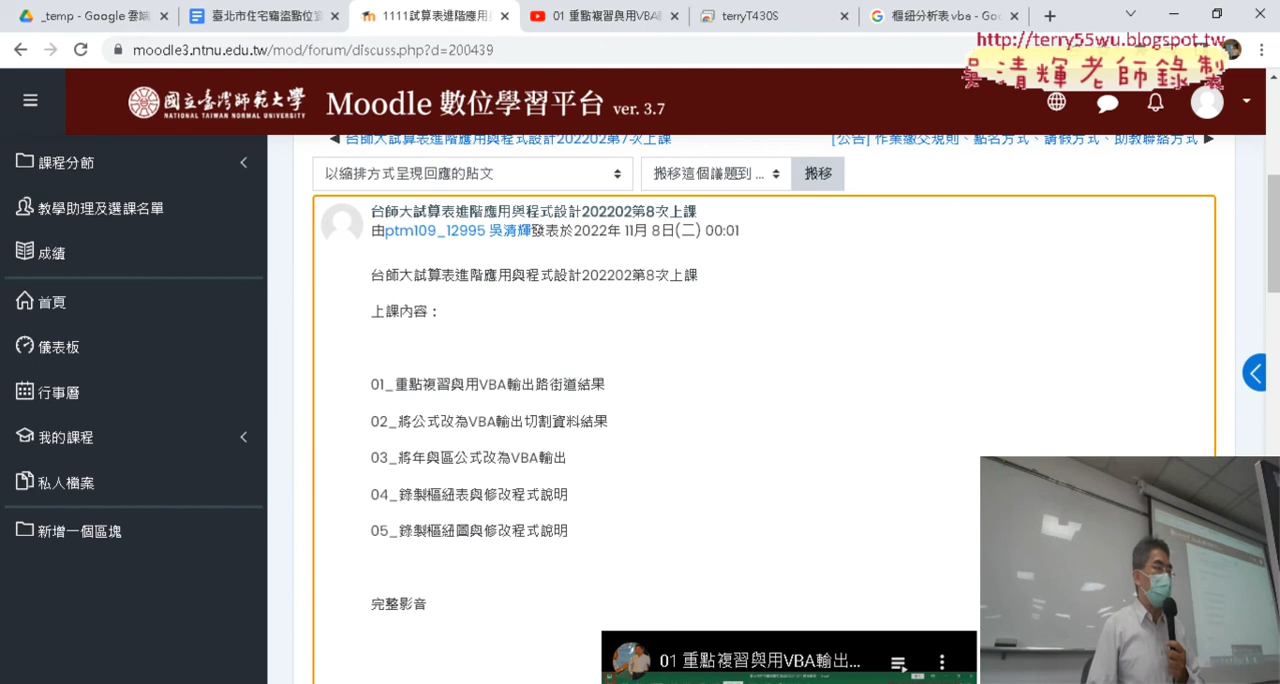 _temp - Google 雲端
臺北市住宅竊盜點位資
1111試算表進階應用
01 重點複習與用VBA
terryT430S
樞紐分析表 vba - Goo
moodle3.ntnu.edu.tw/mod/forum/discuss.php?d=200439
http://terry55wu.blogspot.tw
吳清輝老師錄製
國立臺灣師範大學
NATIONAL TAIWAN NORMAL UNIVERSITY
Moodle 數位學習平台 ver. 3.7
◀ 台師大試算表進階應用與程式設計202202第7次上課
[公告] 作業繳交規則、點名方式、請假方式、助教聯絡方式 ▶
課程分節
教學助理及選課名單
成績
首頁
儀表板
行事曆
我的課程
私人檔案
新增一個區塊
以縮排方式呈現回應的貼文
搬移這個議題到 ...
搬移
台師大試算表進階應用與程式設計202202第8次上課
由ptm109_12995 吳清輝發表於2022年 11月 8日(二) 00:01
台師大試算表進階應用與程式設計202202第8次上課
上課內容：
01_重點複習與用VBA輸出路街道結果
02_將公式改為VBA輸出切割資料結果
03_將年與區公式改為VBA輸出
04_錄製樞紐表與修改程式說明
05_錄製樞紐圖與修改程式說明
完整影音
01 重點複習與用VBA輸出...